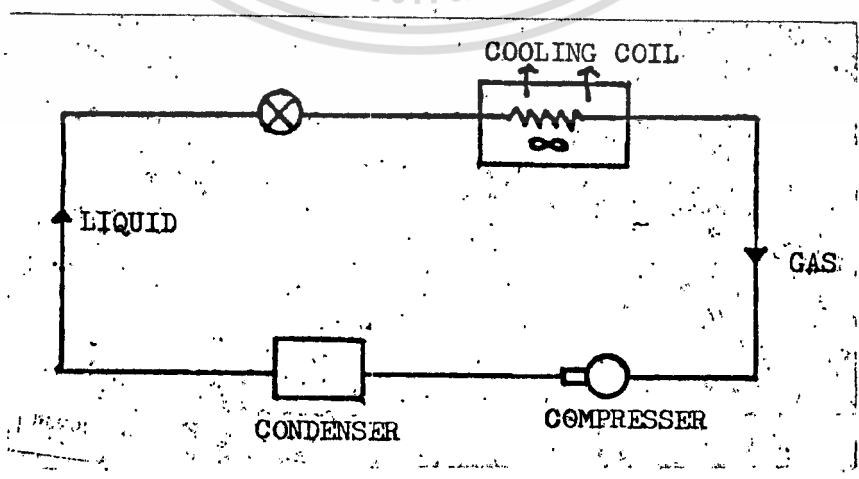 COOLING COIL
LIQUID
GAS
CONDENSER
COMPRESSER